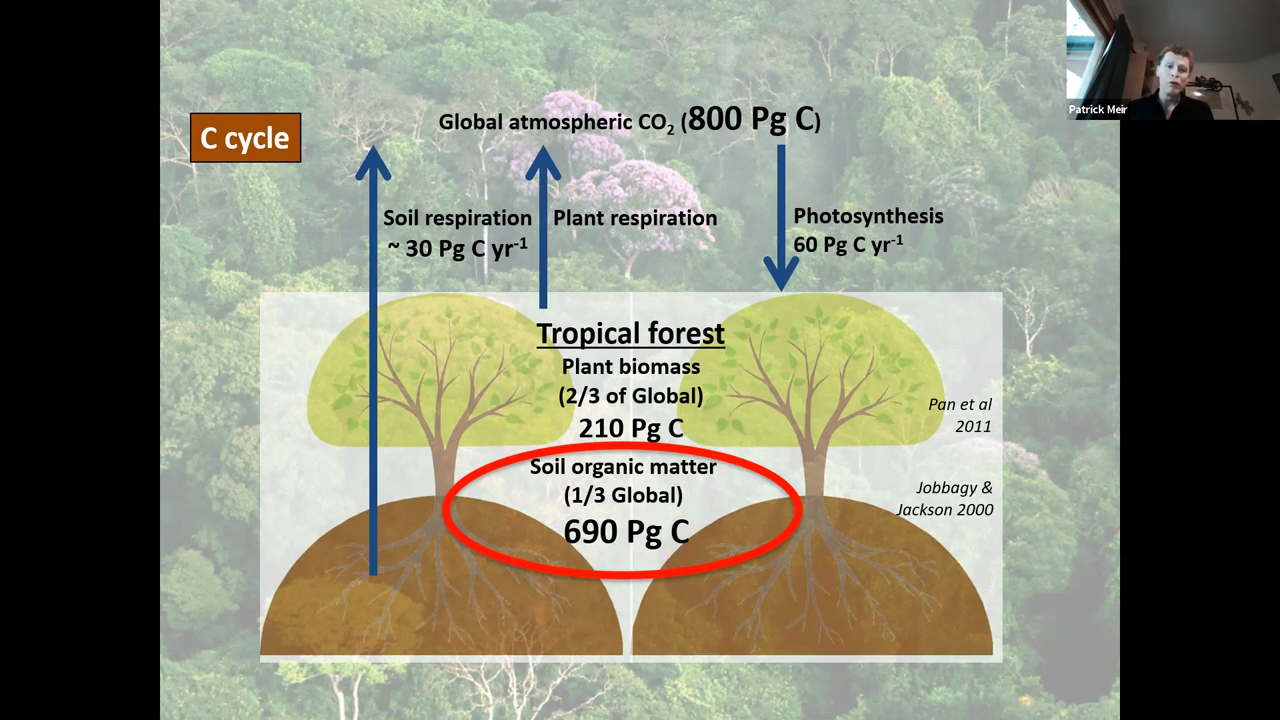 Patrick Meir
C cycle
Global atmospheric CO₂ (800 Pg C)
Soil respiration
~ 30 Pg C yr⁻¹
Plant respiration
Photosynthesis
60 Pg C yr⁻¹
Tropical forest
Plant biomass
(2/3 of Global)
210 Pg C
Pan et al
2011
Soil organic matter
(1/3 Global)
690 Pg C
Jobbagy &
Jackson 2000